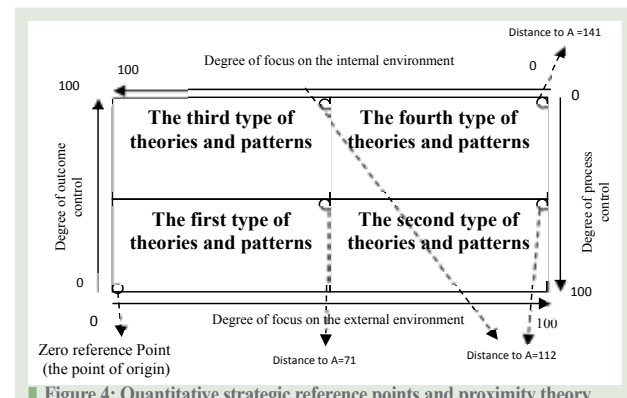 Distance to A =141
Degree of focus on the internal environment
0
100
100
0
The third type of
theories and patterns
The fourth type of
theories and patterns
Degree of outcome
control
Degree of process
control
The first type of
theories and patterns
The second type of
theories and patterns
0
100
0
Degree of focus on the external environment
100
Zero reference Point
(the point of origin)
Distance to A=71
Distance to A=112
Figure 4: Quantitative strategic reference points and proximity theory